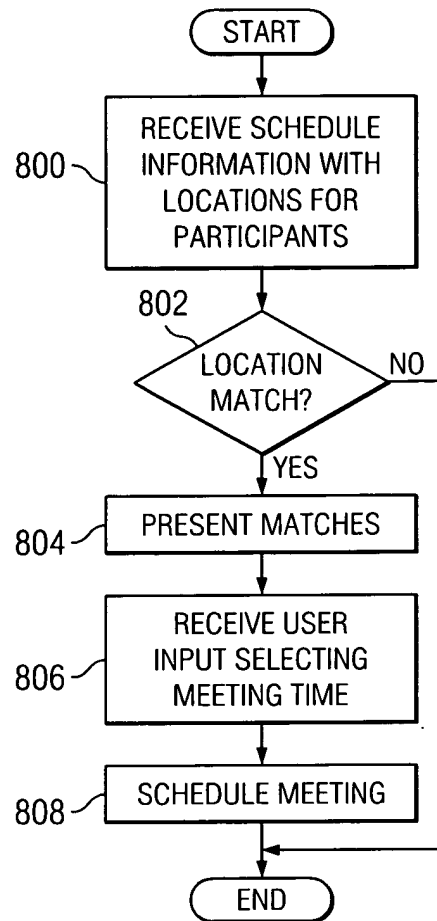 START
800
RECEIVE SCHEDULE
INFORMATION WITH
LOCATIONS FOR
PARTICIPANTS
802
LOCATION
MATCH?
NO
YES
804
PRESENT MATCHES
806
RECEIVE USER
INPUT SELECTING
MEETING TIME
808
SCHEDULE MEETING
END